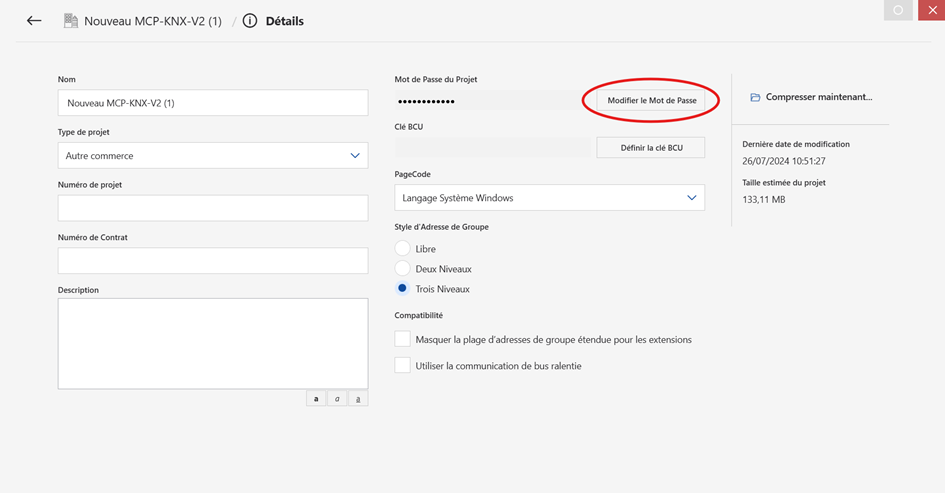 Nouveau MCP-KNX-V2 (1) / Détails
Nom
Nouveau MCP-KNX-V2 (1)
Type de projet
Autre commerce
Numéro de projet
Numéro de Contrat
Description
a a a
Mot de Passe du Projet
•••••••••••• Modifier le Mot de Passe
Clé BCU
Définir la clé BCU
PageCode
Langage Système Windows
Style d'Adresse de Groupe
Libre
Deux Niveaux
Trois Niveaux
Compatibilité
Masquer la plage d'adresses de groupe étendue pour les extensions
Utiliser la communication de bus ralentie
Compresser maintenant...
Dernière date de modification
26/07/2024 10:51:27
Taille estimée du projet
133,11 MB